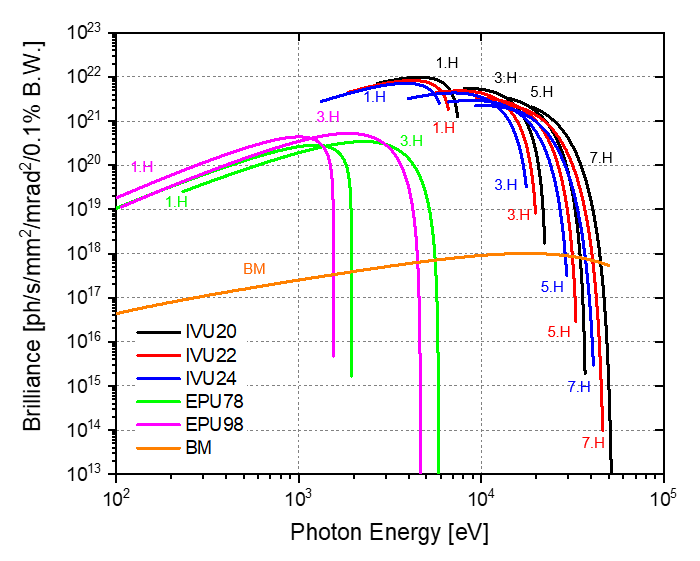 10²³
10²²
10²¹
10²⁰
10¹⁹
10¹⁸
10¹⁷
10¹⁶
10¹⁵
10¹⁴
10¹³
Brilliance [ph/s/mm²/mrad²/0.1% B.W.]
1.H
3.H
5.H
1.H
3.H
1.H
7.H
3.H
1.H
3.H
1.H
3.H
BM
5.H
5.H
7.H
7.H
IVU20
IVU22
IVU24
EPU78
EPU98
BM
10² 10³ 10⁴ 10⁵
Photon Energy [eV]